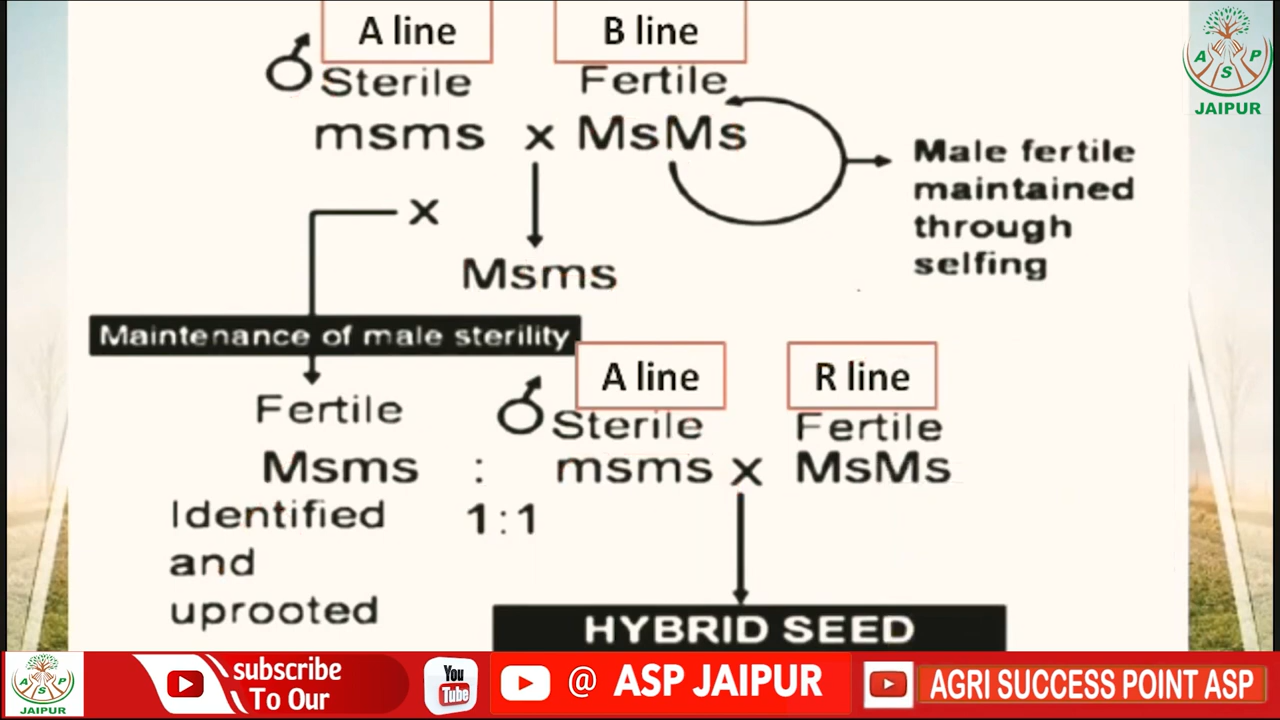 A line
B line
Sterile
Fertile
msms x MsMs
Male fertile
maintained
through
selfing
x
Msms
Maintenance of male sterility
A line
R line
Fertile
Sterile
Fertile
Msms : msms x MsMs
Identified
and
uprooted
1:1
HYBRID SEED
A S P
JAIPUR
A S P
JAIPUR
subscribe
To Our
You
Tube
@ ASP JAIPUR
AGRI SUCCESS POINT ASP